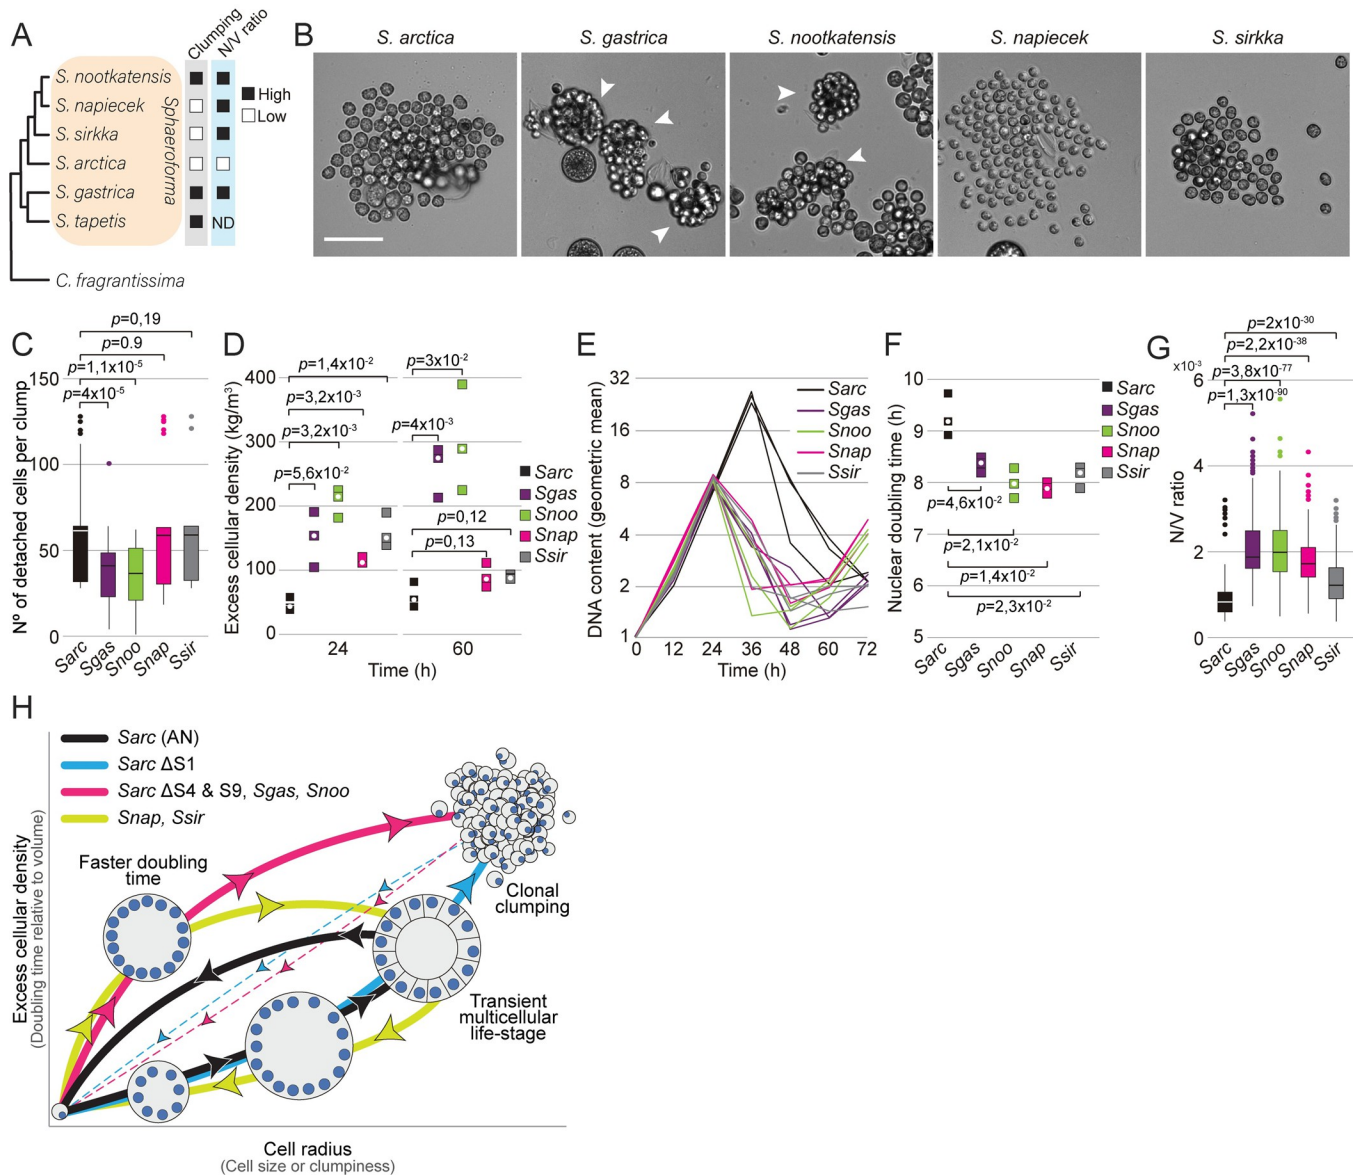 A
Clumping
N/V ratio
S. nootkatensis
S. napiecek
S. sirkka
S. arctica
S. gastrica
S. tapetis
ND
Sphaeroforma
High
Low
C. fragrantissima
B
S. arctica
S. gastrica
S. nootkatensis
S. napiecek
S. sirkka
C
p=0,19
p=0.9
p=1,1x10-5
p=4x10-5
150
100
50
0
Nº of detached cells per clump
Sarc
Sgas
Snoo
Snap
Ssir
D
p=1,4x10-2
p=3,2x10-3
p=3,2x10-3
p=5,6x10-2
p=3x10-2
p=4x10-3
p=0,12
p=0,13
400
300
200
100
0
Excess cellular density (kg/m3)
24
60
Time (h)
Sarc
Sgas
Snoo
Snap
Ssir
E
32
16
8
4
2
1
DNA content (geometric mean)
0 12 24 36 48 60 72
Time (h)
Sarc
Sgas
Snoo
Snap
Ssir
F
10
9
8
7
6
5
Nuclear doubling time (h)
p=4,6x10-2
p=2,1x10-2
p=1,4x10-2
p=2,3x10-2
Sarc
Sgas
Snoo
Snap
Ssir
Sarc
Sgas
Snoo
Snap
Ssir
G
x10-3
p=2x10-30
p=2,2x10-38
p=3,8x10-77
p=1,3x10-90
6
4
2
0
N/V ratio
Sarc
Sgas
Snoo
Snap
Ssir
H
Sarc (AN)
Sarc ΔS1
Sarc ΔS4 & S9, Sgas, Snoo
Snap, Ssir
Faster doubling
time
Clonal
clumping
Transient
multicellular
life-stage
Excess cellular density
(Doubling time relative to volume)
Cell radius
(Cell size or clumpiness)